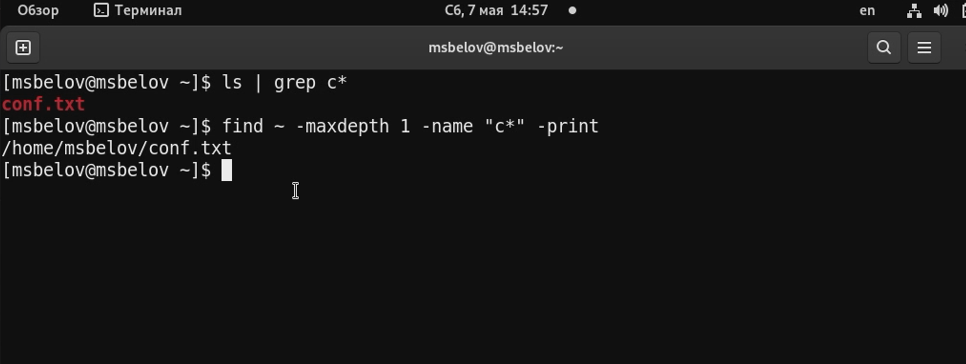 Обзор Терминал Сб, 7 мая 14:57 en
msbelov@msbelov:~
[msbelov@msbelov ~]$ ls | grep c*
conf.txt
[msbelov@msbelov ~]$ find ~ -maxdepth 1 -name "c*" -print
/home/msbelov/conf.txt
[msbelov@msbelov ~]$